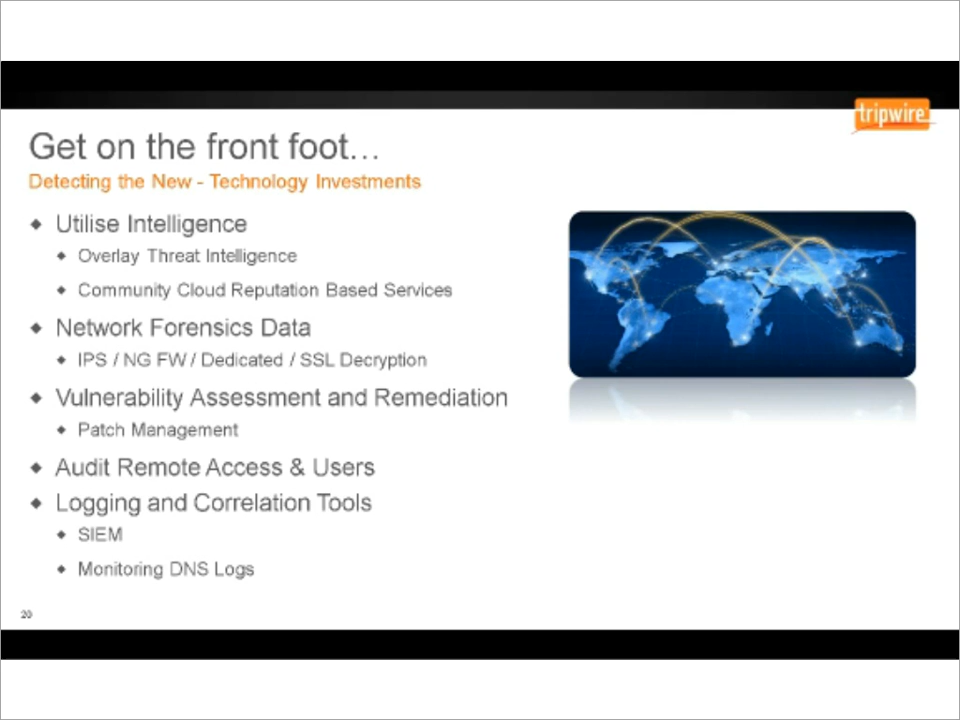 tripwire
Get on the front foot…
Detecting the New - Technology Investments
Utilise Intelligence
Overlay Threat Intelligence
Community Cloud Reputation Based Services
Network Forensics Data
IPS / NG FW / Dedicated / SSL Decryption
Vulnerability Assessment and Remediation
Patch Management
Audit Remote Access & Users
Logging and Correlation Tools
SIEM
Monitoring DNS Logs
20